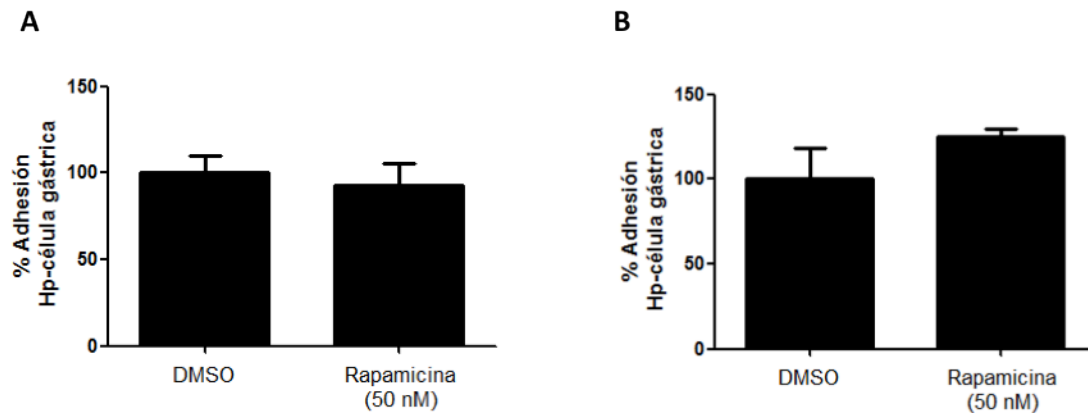 A
% Adhesión
Hp-célula gástrica
150
100
50
0
DMSO
Rapamicina
(50 nM)
B
% Adhesión
Hp-célula gástrica
150
100
50
0
DMSO
Rapamicina
(50 nM)